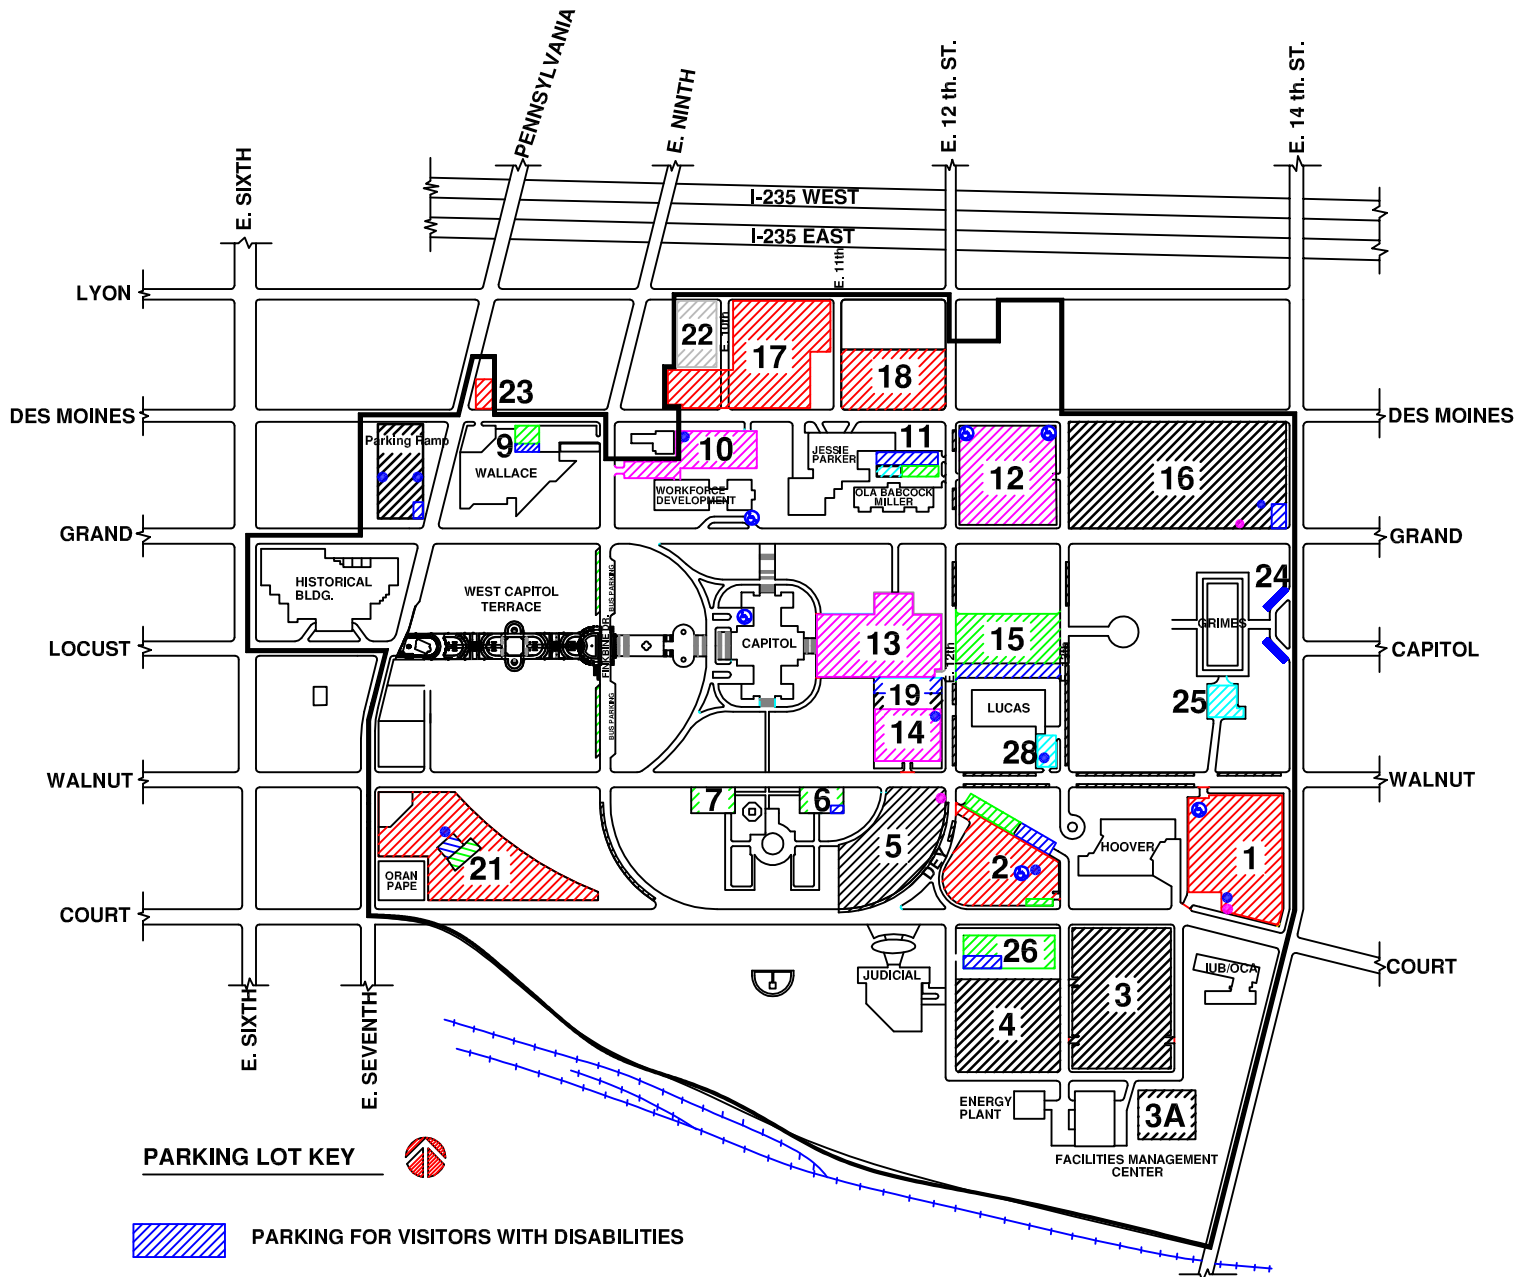 PENNSYLVANIA
E. NINTH
E. 12 th. ST.
E. 14 th. ST.
E. SIXTH
I-235 WEST
I-235 EAST
E. 11th
LYON
22
E. 10th
17
18
23
DES MOINES
DES MOINES
Parking Ramp
9
WALLACE
10
WORKFORCE
DEVELOPMENT
JESSIE
PARKER
11
OLA BABCOCK
MILLER
12
16
GRAND
GRAND
HISTORICAL
BLDG.
WEST CAPITOL
TERRACE
BUS PARKING
FINKBINE DR.
BUS PARKING
CAPITOL
13
15
24
GRIMES
LOCUST
CAPITOL
E. 12th
19
14
LUCAS
28
25
WALNUT
WALNUT
7
6
5
DEY
2
HOOVER
1
21
ORAN
PAPE
COURT
COURT
26
JUDICIAL
IUB/OCA
3
4
E. SIXTH
E. SEVENTH
ENERGY
PLANT
3A
FACILITIES MANAGEMENT
CENTER
PARKING LOT KEY
PARKING FOR VISITORS WITH DISABILITIES